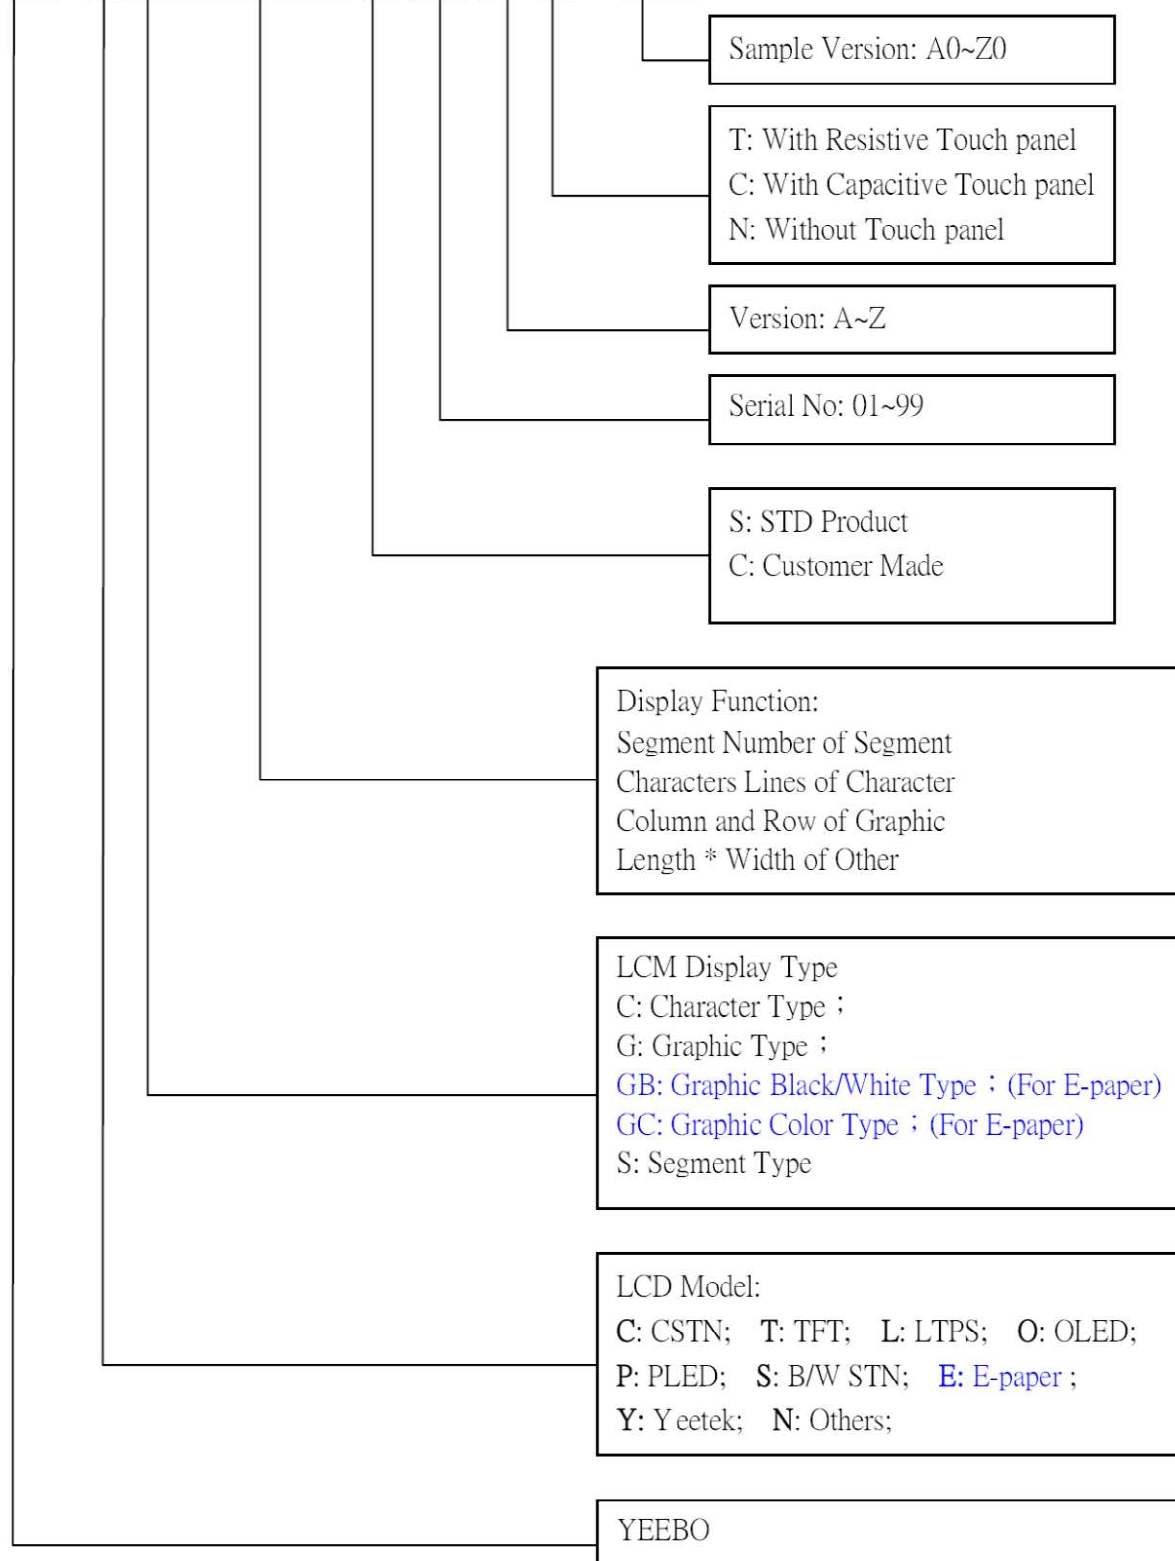 Sample Version: A0~Z0
T: With Resistive Touch panel
C: With Capacitive Touch panel
N: Without Touch panel
Version: A~Z
Serial No: 01~99
S: STD Product
C: Customer Made
Display Function:
Segment Number of Segment
Characters Lines of Character
Column and Row of Graphic
Length * Width of Other
LCM Display Type
C: Character Type；
G: Graphic Type；
GB: Graphic Black/White Type；(For E-paper)
GC: Graphic Color Type；(For E-paper)
S: Segment Type
LCD Model:
C: CSTN; T: TFT; L: LTPS; O: OLED;
P: PLED; S: B/W STN; E: E-paper ;
Y: Yeetek; N: Others;
YEEBO